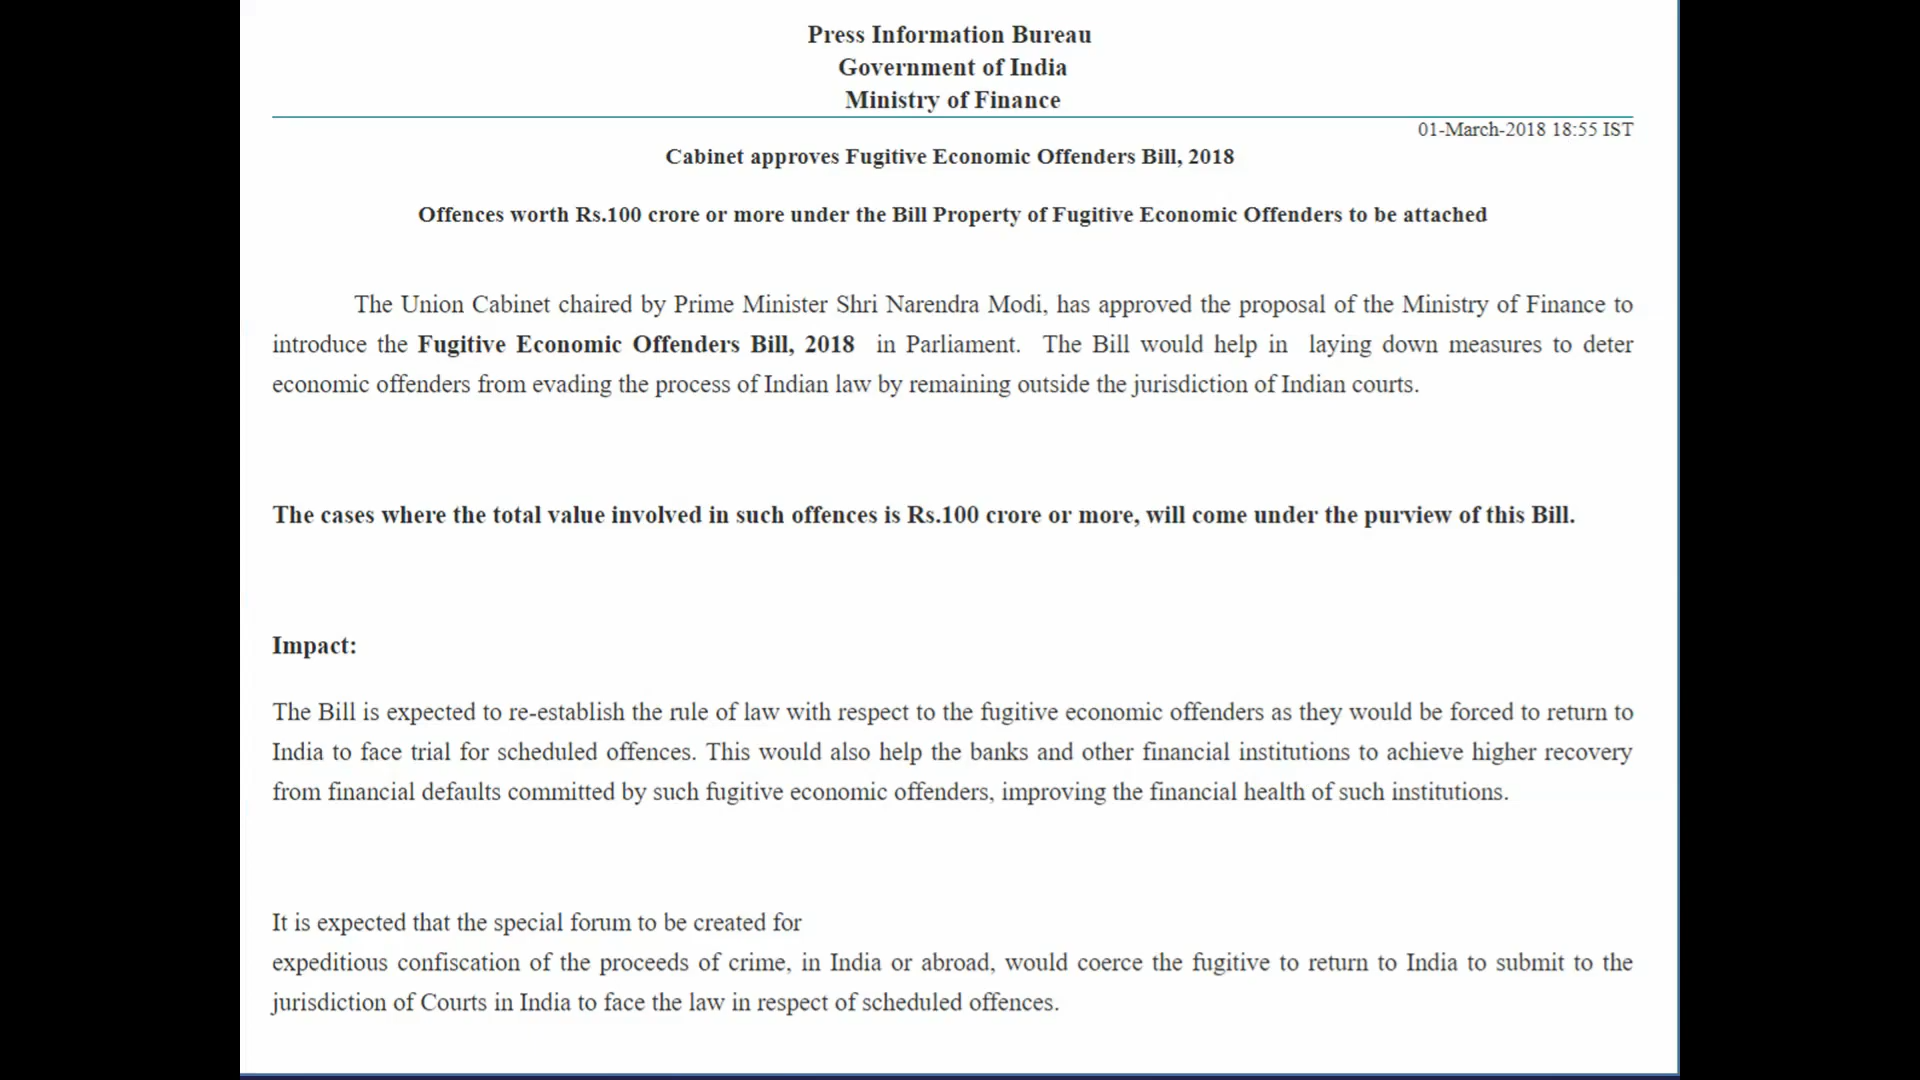 Press Information Bureau
Government of India
Ministry of Finance
01-March-2018 18:55 IST
Cabinet approves Fugitive Economic Offenders Bill, 2018
Offences worth Rs.100 crore or more under the Bill Property of Fugitive Economic Offenders to be attached
The Union Cabinet chaired by Prime Minister Shri Narendra Modi, has approved the proposal of the Ministry of Finance to
introduce the Fugitive Economic Offenders Bill, 2018 in Parliament. The Bill would help in laying down measures to deter
economic offenders from evading the process of Indian law by remaining outside the jurisdiction of Indian courts.
The cases where the total value involved in such offences is Rs.100 crore or more, will come under the purview of this Bill.
Impact:
The Bill is expected to re-establish the rule of law with respect to the fugitive economic offenders as they would be forced to return to
India to face trial for scheduled offences. This would also help the banks and other financial institutions to achieve higher recovery
from financial defaults committed by such fugitive economic offenders, improving the financial health of such institutions.
It is expected that the special forum to be created for
expeditious confiscation of the proceeds of crime, in India or abroad, would coerce the fugitive to return to India to submit to the
jurisdiction of Courts in India to face the law in respect of scheduled offences.